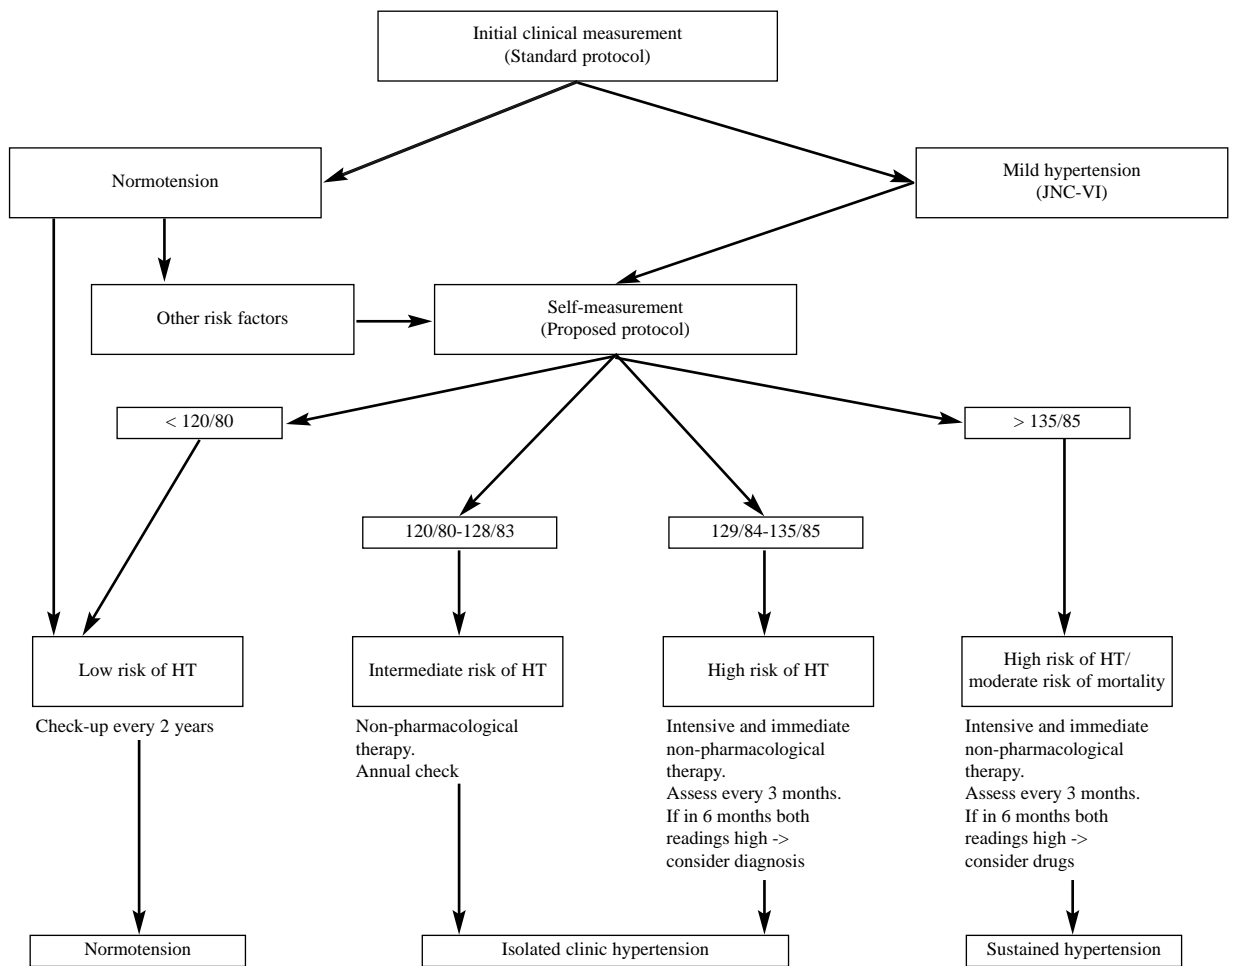 Initial clinical measurement
(Standard protocol)
Normotension
Mild hypertension
(JNC-VI)
Other risk factors
Self-measurement
(Proposed protocol)
< 120/80
> 135/85
120/80-128/83
129/84-135/85
Low risk of HT
Intermediate risk of HT
High risk of HT
High risk of HT/
moderate risk of mortality
Check-up every 2 years
Non-pharmacological
therapy.
Annual check
Intensive and immediate
non-pharmacological
therapy.
Assess every 3 months.
If in 6 months both
readings high ->
consider diagnosis
Intensive and immediate
non-pharmacological
therapy.
Assess every 3 months.
If in 6 months both
readings high ->
consider drugs
Normotension
Isolated clinic hypertension
Sustained hypertension